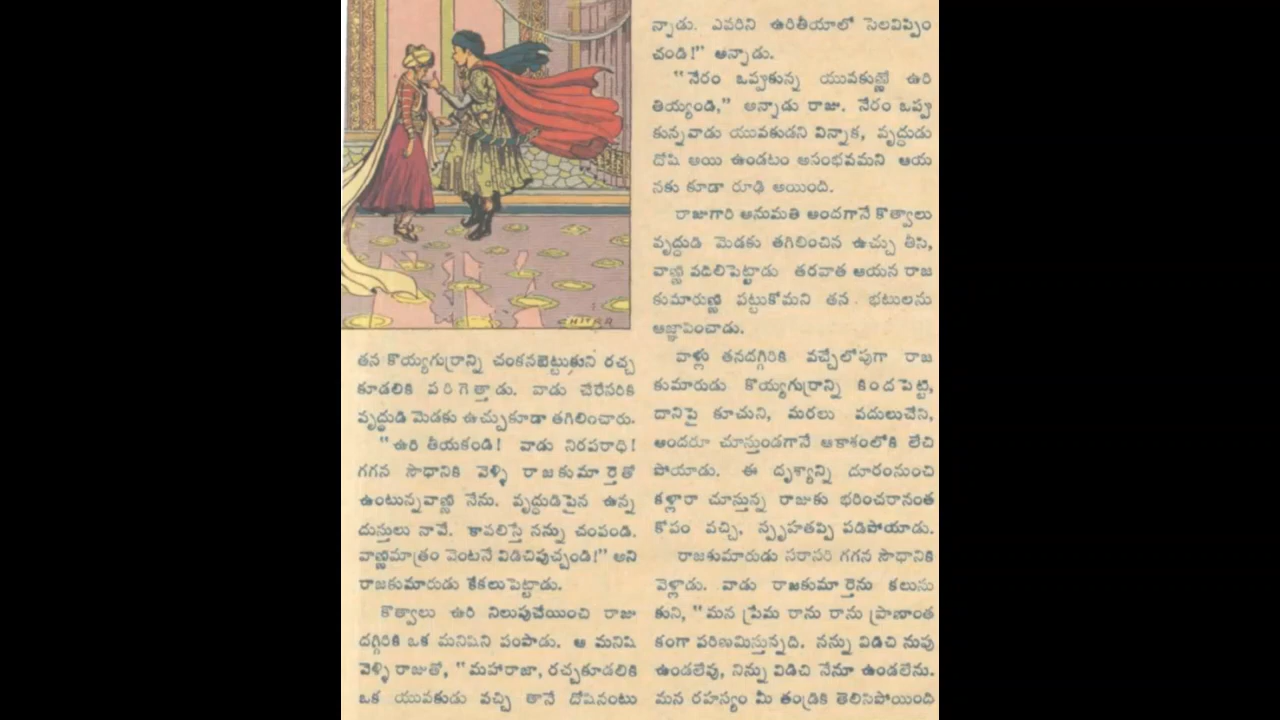 CHITRA
తన కొయ్యగుర్రాన్ని చంకనబెట్టుకుని రచ్చ
కూడలికి పరిగెత్తాడు. వాడు చేరేసరికి
వృద్ధుడి మెడకు ఉచ్చుకూడా తగిలించారు.
"ఉరి తీయకండి! వాడు నిరపరాధి!
గగన సౌధానికి వెళ్ళి రాజకుమార్తెతో
ఉంటున్నవాణ్ణి నేను. వృద్ధుడిపైన ఉన్న
దుస్తులు నావే. కావలిస్తే నన్ను చంపండి.
వాణ్ణిమాత్రం వెంటనే విడిచిపుచ్చండి!" అని
రాజకుమారుడు కేకలుపెట్టాడు.
కొత్వాలు ఉరి నిలుపుచేయించి రాజు
దగ్గిరికి ఒక మనిషిని పంపాడు. ఆ మనిషి
వెళ్ళి రాజుతో, "మహారాజా, రచ్చకూడలికి
ఒక యువకుడు వచ్చి తానే దోషినంటు
న్నాడు. ఎవరిని ఉరితీయాలో సెలవిప్పిం
చండి!" అన్నాడు.
"నేరం ఒప్పుకున్న యువకుణ్ణే ఉరి
తియ్యండి," అన్నాడు రాజు. నేరం ఒప్పు
కున్నవాడు యువకుడని విన్నాక, వృద్ధుడు
దోషి అయి ఉండటం అసంభవమని ఆయ
నకు కూడా రూఢి అయింది.
రాజుగారి అనుమతి అందగానే కొత్వాలు
వృద్ధుడి మెడకు తగిలించిన ఉచ్చు తీసి,
వాణ్ణి వదిలిపెట్టాడు తరవాత ఆయన రాజ
కుమారుణ్ణి పట్టుకోమని తన భటులను
ఆజ్ఞాపించాడు.
వాళ్లు తనదగ్గిరికి వచ్చేలోపుగా రాజ
కుమారుడు కొయ్యగుర్రాన్ని కిందపెట్టి,
దానిపై కూచుని, మరలు వదులుచేసి,
అందరూ చూస్తుండగానే ఆకాశంలోకి లేచి
పోయాడు. ఈ దృశ్యాన్ని దూరంనుంచి
కళ్లారా చూస్తున్న రాజుకు భరించరానంత
కోపం వచ్చి, స్పృహతప్పి పడిపోయాడు.
రాజకుమారుడు సరాసరి గగన సౌధానికి
వెళ్లాడు. వాడు రాజకుమార్తెను కలుసు
కుని, "మన ప్రేమ రాను రాను ప్రాణాంత
కంగా పరిణమిస్తున్నది. నన్ను విడిచి నువు
ఉండలేవు, నిన్ను విడిచి నేనూ ఉండలేను.
మన రహస్యం మీ తండ్రికి తెలిసిపోయింది